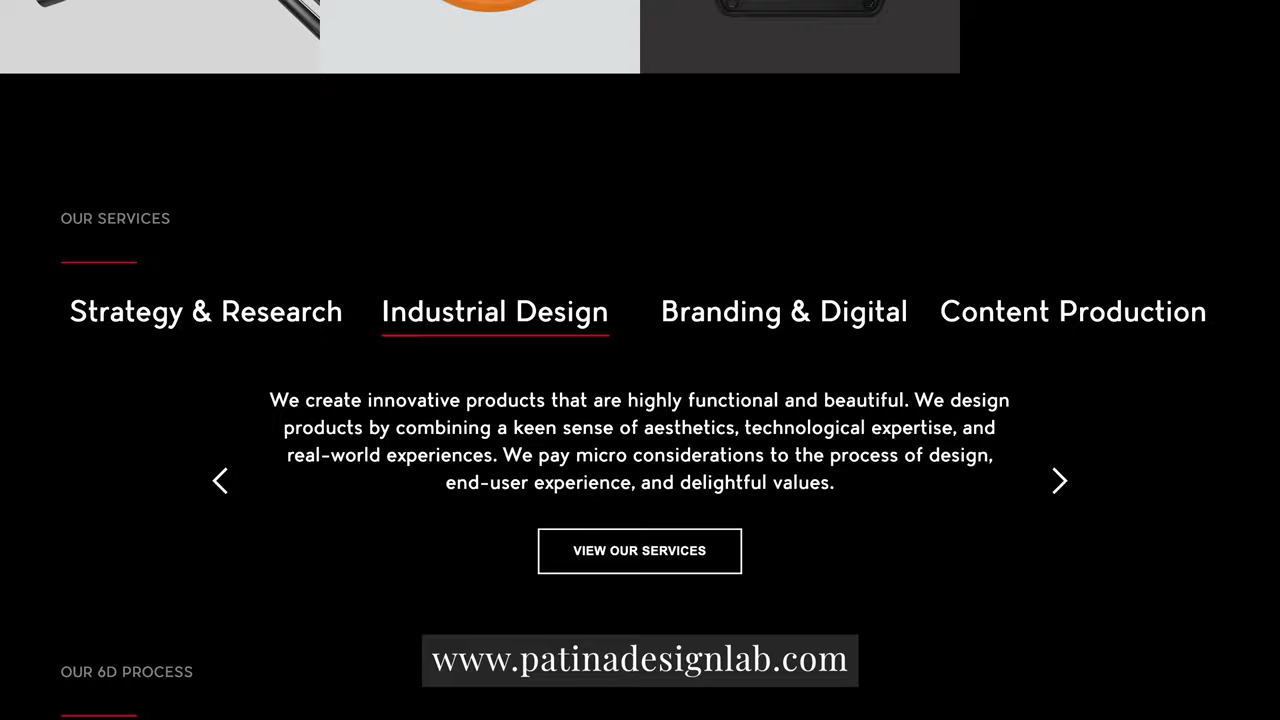 OUR SERVICES
Strategy & Research
Industrial Design
Branding & Digital
Content Production
We create innovative products that are highly functional and beautiful. We design
products by combining a keen sense of aesthetics, technological expertise, and
real-world experiences. We pay micro considerations to the process of design,
end-user experience, and delightful values.
VIEW OUR SERVICES
www.patinadesignlab.com
OUR 6D PROCESS